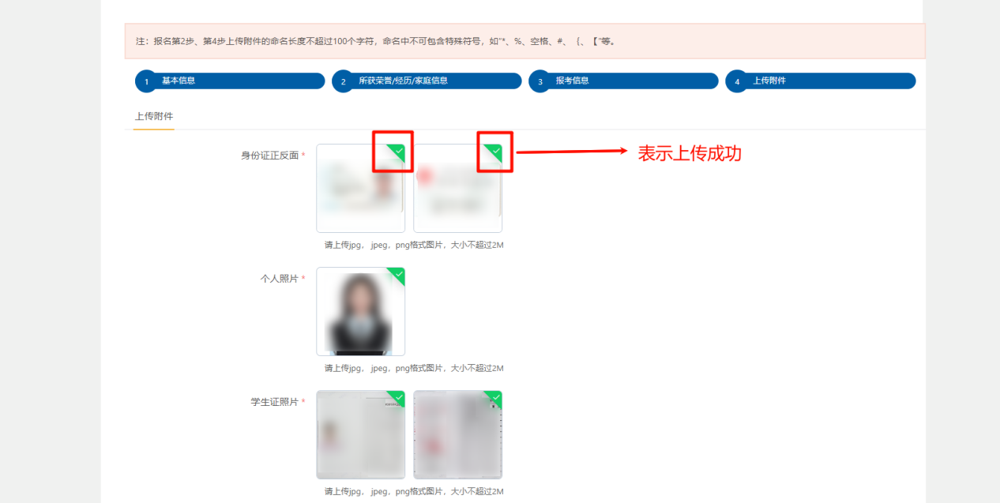 注：报名第2步、第4步上传附件的命名长度不超过100个字符，命名中不可包含特殊符号，如"*、%、空格、#、｛、【"等。
1 基本信息
2 所获荣誉/经历/家庭信息
3 报考信息
4 上传附件
上传附件
身份证正反面 *
表示上传成功
请上传jpg， jpeg，png格式图片，大小不超过2M
个人照片 *
请上传jpg， jpeg，png格式图片，大小不超过2M
学生证照片 *
请上传jpg， jpeg，png格式图片，大小不超过2M